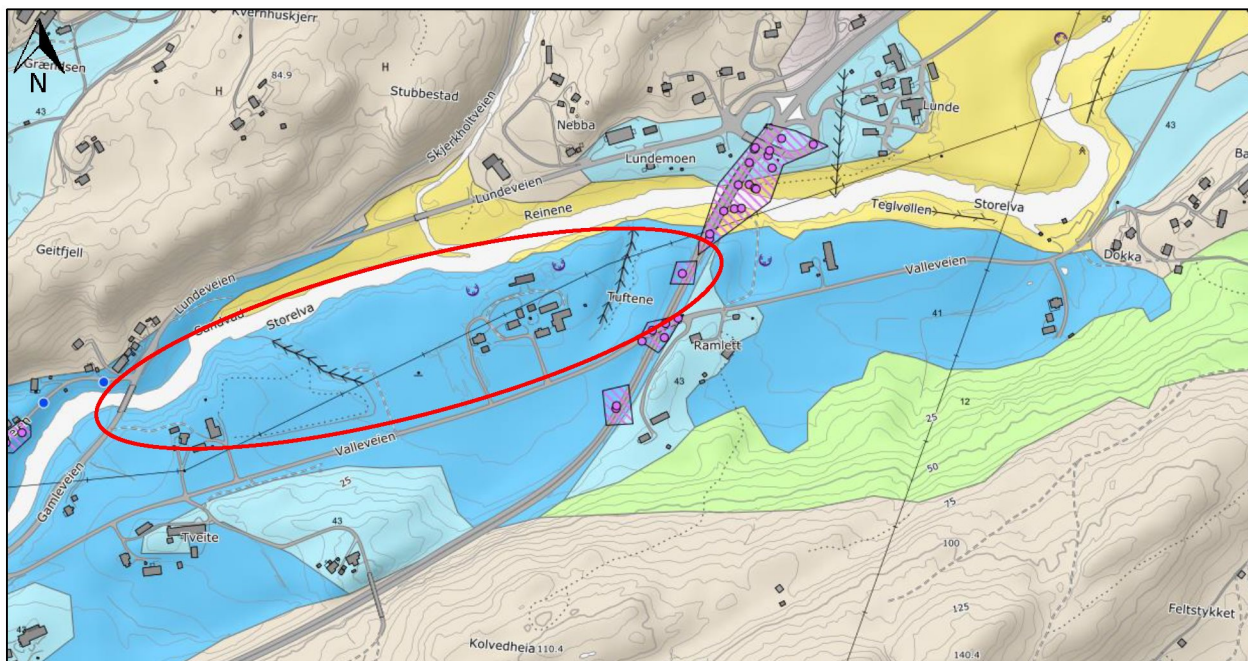 Kvernhuskjerr
50
Grændsen
84.9
H
H
43
N
Stubbestad
Skjerkholtveien
Nebba
Lunde
43
Lundemoen
Lundeveien
Reinene
Teglvollen
Storelva
Geitfjell
Dokka
Lundeveien
Valleveien
Sundvad
Storelva
Tuftene
41
Ramlett
43
12
25
Valleveien
50
Gamleveien
25
75
43
Tveite
100
125
Feltstykket
43
Kolvedheia 110.4
140.4